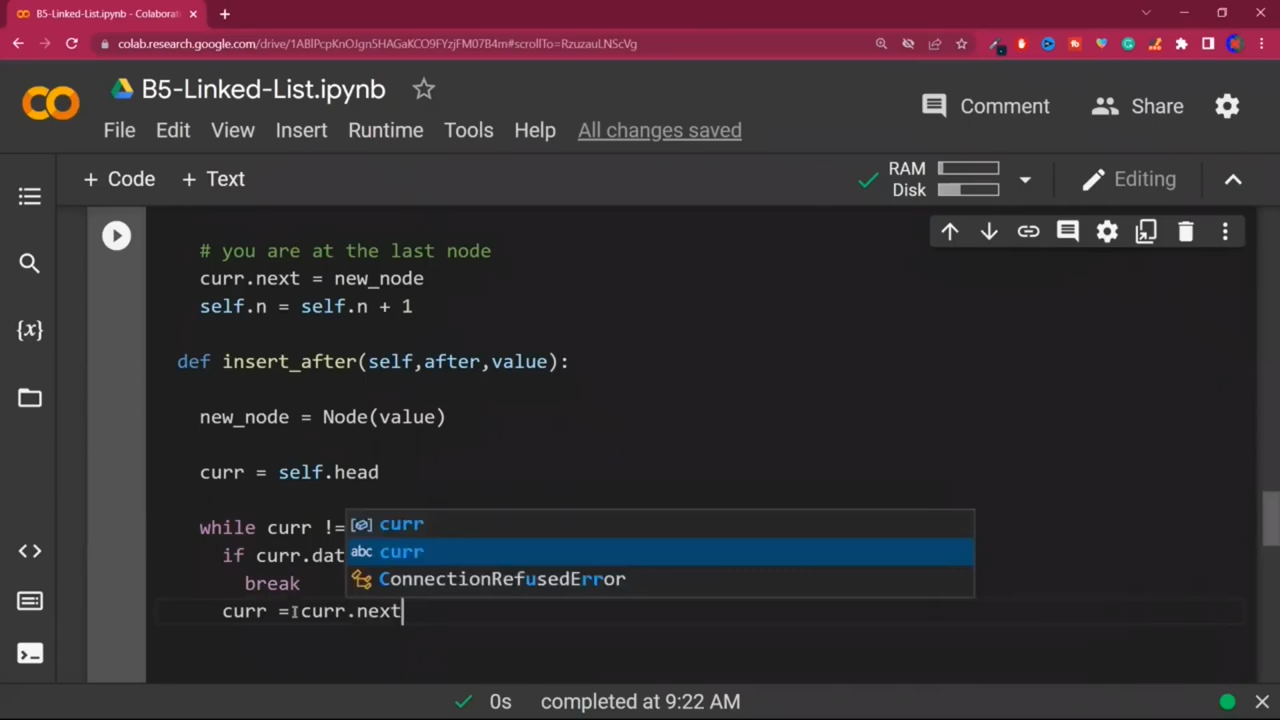 B5-Linked-List.ipynb - Colaborati
colab.research.google.com/drive/1ABlPcpKnOJgn5HAGaKCO9FYzjFM07B4m#scrollTo=RzuzauLNScVg
B5-Linked-List.ipynb
Comment
Share
File Edit View Insert Runtime Tools Help All changes saved
+ Code + Text
RAM
Disk
Editing
# you are at the last node
curr.next = new_node
self.n = self.n + 1
def insert_after(self,after,value):
new_node = Node(value)
curr = self.head
while curr !=
if curr.dat
break
curr = curr.next
[∅] curr
abc curr
ConnectionRefusedError
{x}
<>
0s completed at 9:22 AM